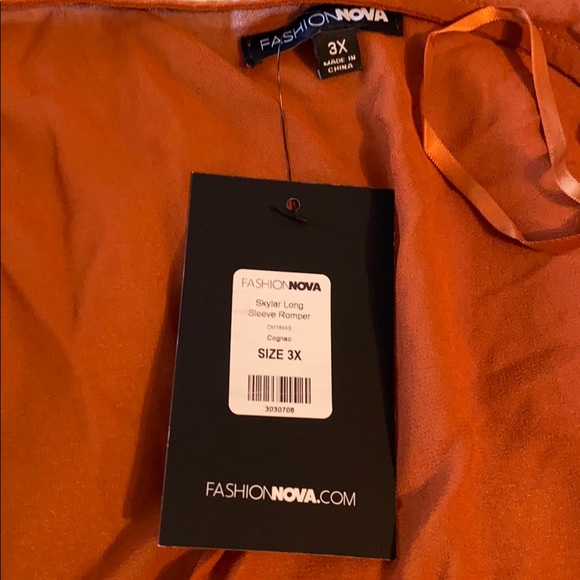 FASHIONNOVA
3X
MADE IN
CHINA
FASHIONNOVA
Skylar Long
Sleeve Romper
Cognac
SIZE 3X
3030706
FASHIONNOVA.COM